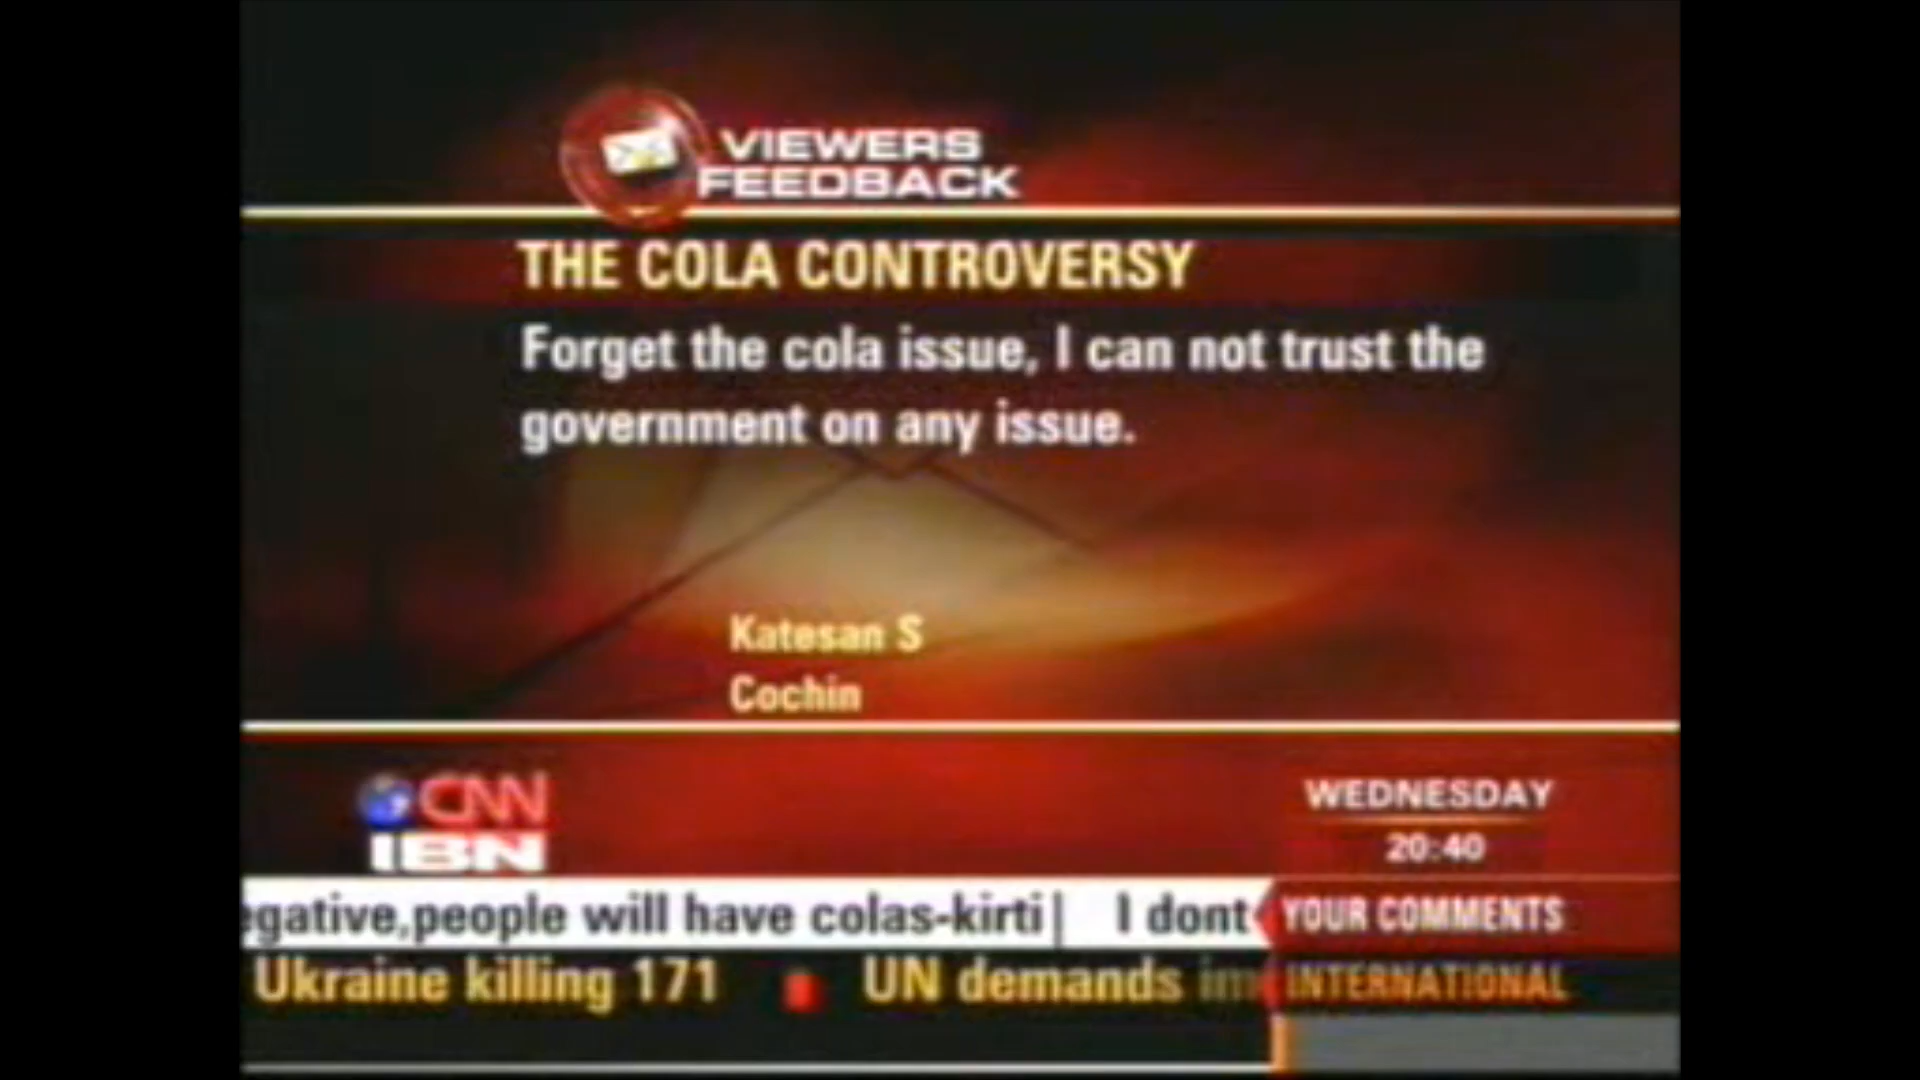 VIEWERS
FEEDBACK
THE COLA CONTROVERSY
Forget the cola issue, I can not trust the
government on any issue.
Katesan S
Cochin
CNN
IBN
WEDNESDAY
20:40
egative,people will have colas-kirti| I dont
YOUR COMMENTS
Ukraine killing 171 UN demands im
INTERNATIONAL